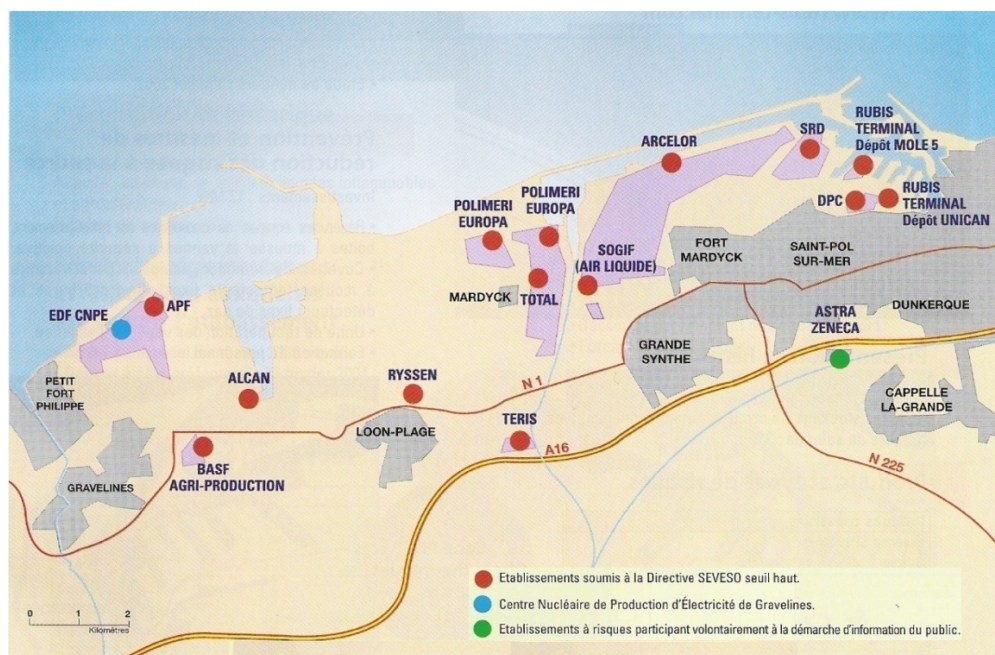 RUBIS
TERMINAL
Dépôt MOLE 5
SRD
ARCELOR
POLIMERI
EUROPA
POLIMERI
EUROPA
DPC
RUBIS
TERMINAL
Dépôt UNICAN
FORT
MARDYCK
SAINT-POL
SUR-MER
SOGIF
(AIR LIQUIDE)
MARDYCK
TOTAL
DUNKERQUE
EDF CNPE
APF
ASTRA
ZENECA
GRANDE
SYNTHE
PETIT
FORT
PHILIPPE
ALCAN
RYSSEN
N 1
CAPPELLE
LA-GRANDE
TERIS
LOON-PLAGE
A16
BASF
AGRI-PRODUCTION
N 225
GRAVELINES
Etablissements soumis à la Directive SEVESO seuil haut.
Centre Nucléaire de Production d'Électricité de Gravelines.
Etablissements à risques participant volontairement à la démarche d'information du public.
0 1 2
Kilomètres